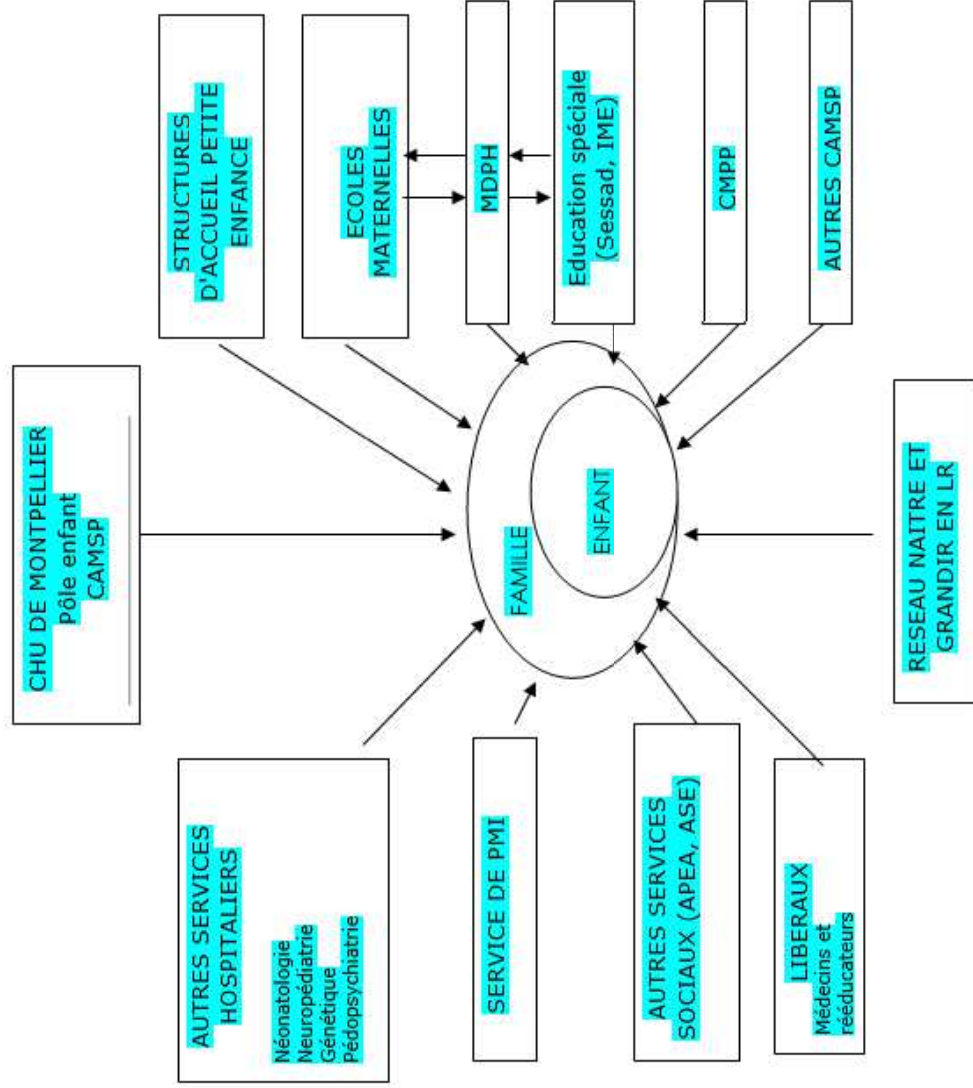 CHU DE MONTPELLIER
Pôle enfant
CAMSP
AUTRES SERVICES
HOSPITALIERS
Néonatologie
Neuropédiatrie
Génétique
Pédopsychiatrie
SERVICE DE PMI
AUTRES SERVICES
SOCIAUX (APEA, ASE)
LIBERAUX
Médecins et
rééducateurs
FAMILLE
ENFANT
STRUCTURES
D'ACCUEIL PETITE
ENFANCE
ECOLES
MATERNELLES
MDPH
Education spéciale
(Sessad, IME)
CMPP
AUTRES CAMSP
RESEAU NAITRE ET
GRANDIR EN LR